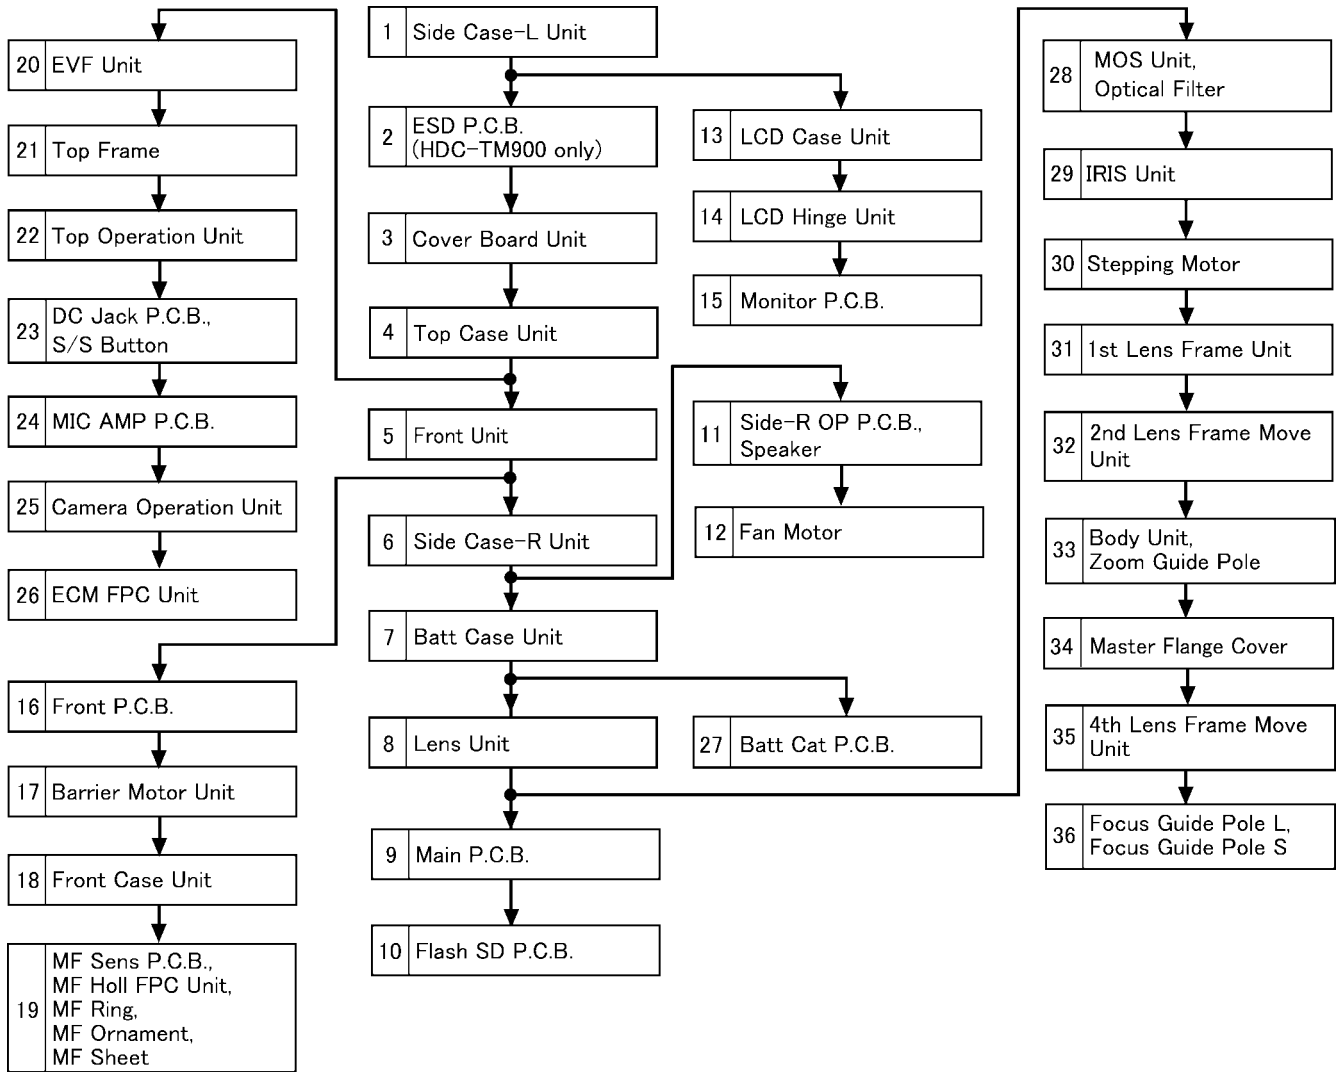 1 Side Case-L Unit
2 ESD P.C.B.
(HDC-TM900 only)
3 Cover Board Unit
4 Top Case Unit
5 Front Unit
6 Side Case-R Unit
7 Batt Case Unit
8 Lens Unit
9 Main P.C.B.
10 Flash SD P.C.B.
11 Side-R OP P.C.B.,
Speaker
12 Fan Motor
13 LCD Case Unit
14 LCD Hinge Unit
15 Monitor P.C.B.
16 Front P.C.B.
17 Barrier Motor Unit
18 Front Case Unit
19 MF Sens P.C.B.,
MF Holl FPC Unit,
MF Ring,
MF Ornament,
MF Sheet
20 EVF Unit
21 Top Frame
22 Top Operation Unit
23 DC Jack P.C.B.,
S/S Button
24 MIC AMP P.C.B.
25 Camera Operation Unit
26 ECM FPC Unit
27 Batt Cat P.C.B.
28 MOS Unit,
Optical Filter
29 IRIS Unit
30 Stepping Motor
31 1st Lens Frame Unit
32 2nd Lens Frame Move
Unit
33 Body Unit,
Zoom Guide Pole
34 Master Flange Cover
35 4th Lens Frame Move
Unit
36 Focus Guide Pole L,
Focus Guide Pole S